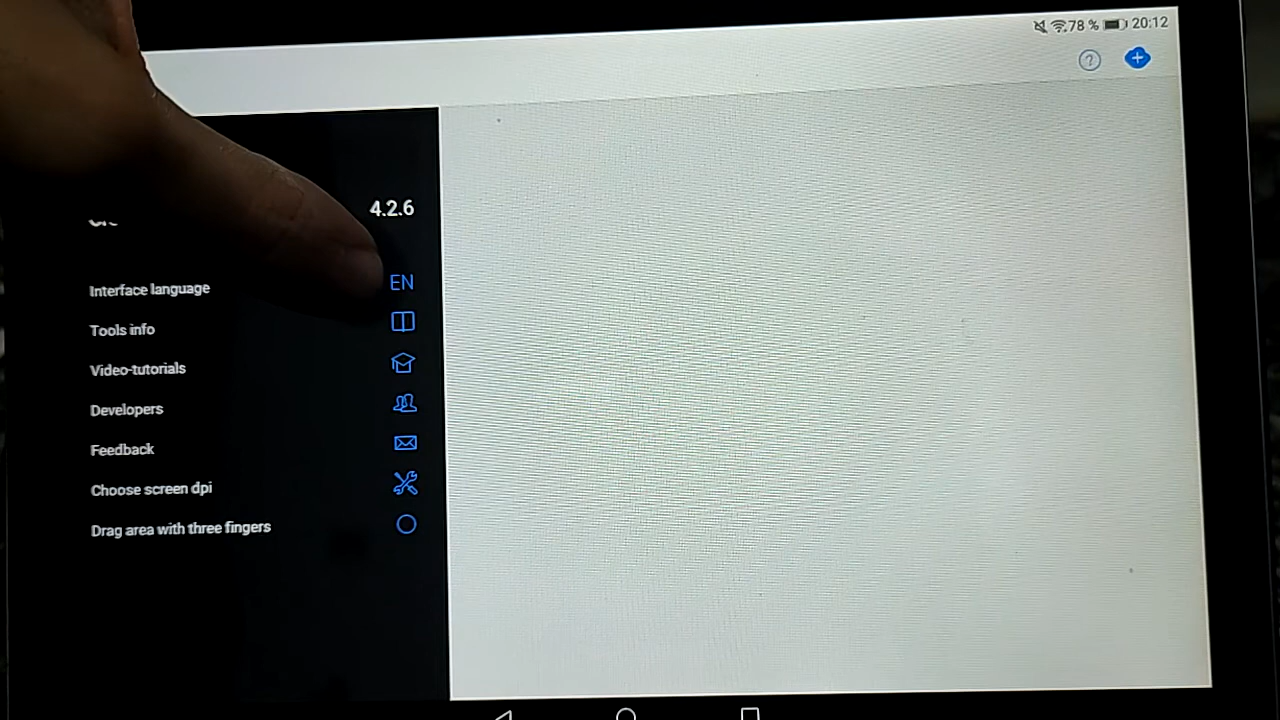 78 % 20:12
?
4.2.6
Interface language EN
Tools info
Video-tutorials
Developers
Feedback
Choose screen dpi
Drag area with three fingers